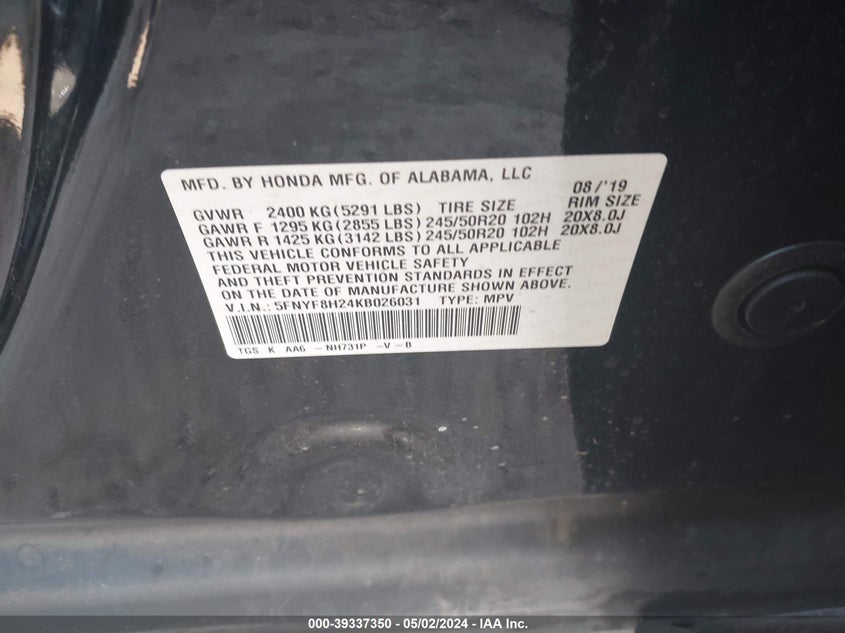 MFD. BY HONDA MFG. OF ALABAMA, LLC 08/'19
GVWR 2400 KG(5291 LBS) TIRE SIZE RIM SIZE
GAWR F 1295 KG(2855 LBS)245/50R20 102H 20X8.0J
GAWR R 1425 KG(3142 LBS)245/50R20 102H 20X8.0J
THIS VEHICLE CONFORMS TO ALL APPLICABLE
FEDERAL MOTOR VEHICLE SAFETY
AND THEFT PREVENTION STANDARDS IN EFFECT
ON THE DATE OF MANUFACTURE SHOWN ABOVE.
V.I.N.: 5FNYF8H24KB026031 TYPE: MPV
TGS K AA6 -NH731P -V-B
000-39337350 — 05/02/2024 — IAA Inc.